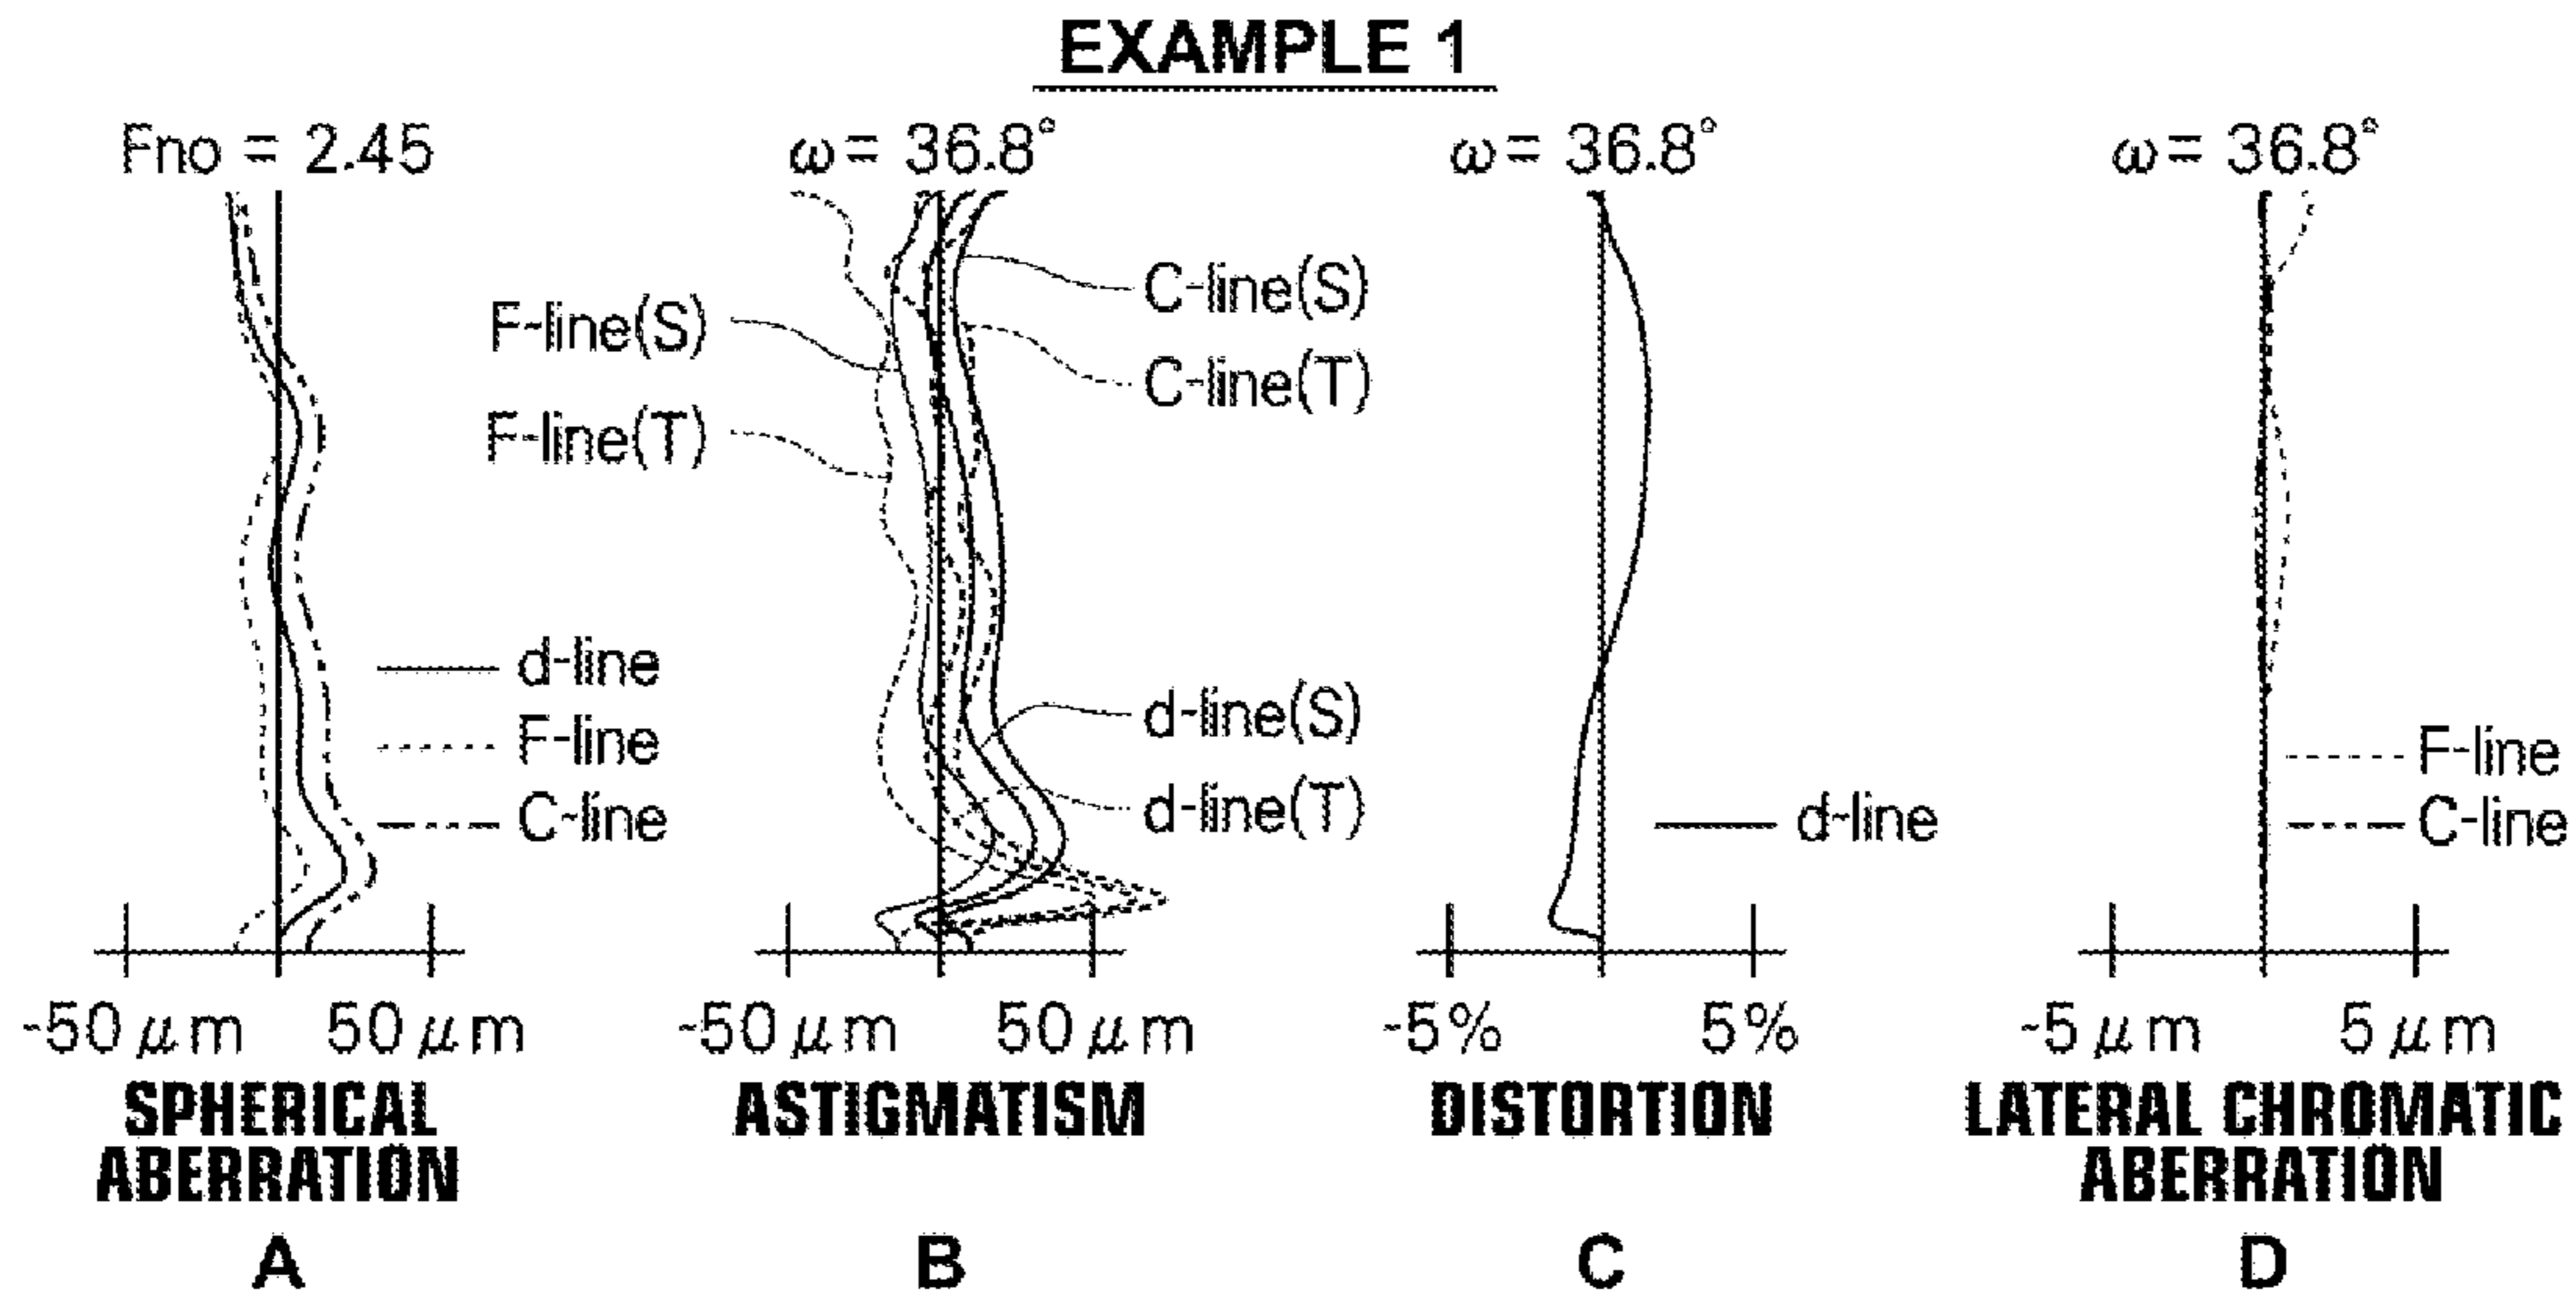 EXAMPLE 1
Fno = 2.45
ω= 36.8°
ω= 36.8°
ω= 36.8°
C-line(S)
F-line(S)
C-line(T)
F-line(T)
d-line
F-line
C-line
d-line(S)
d-line(T)
d-line
F-line
C-line
-50μm 50μm
-50μm 50μm
-5% 5%
-5μm 5μm
SPHERICAL
ABERRATION
ASTIGMATISM
DISTORTION
LATERAL CHROMATIC
ABERRATION
A
B
C
D